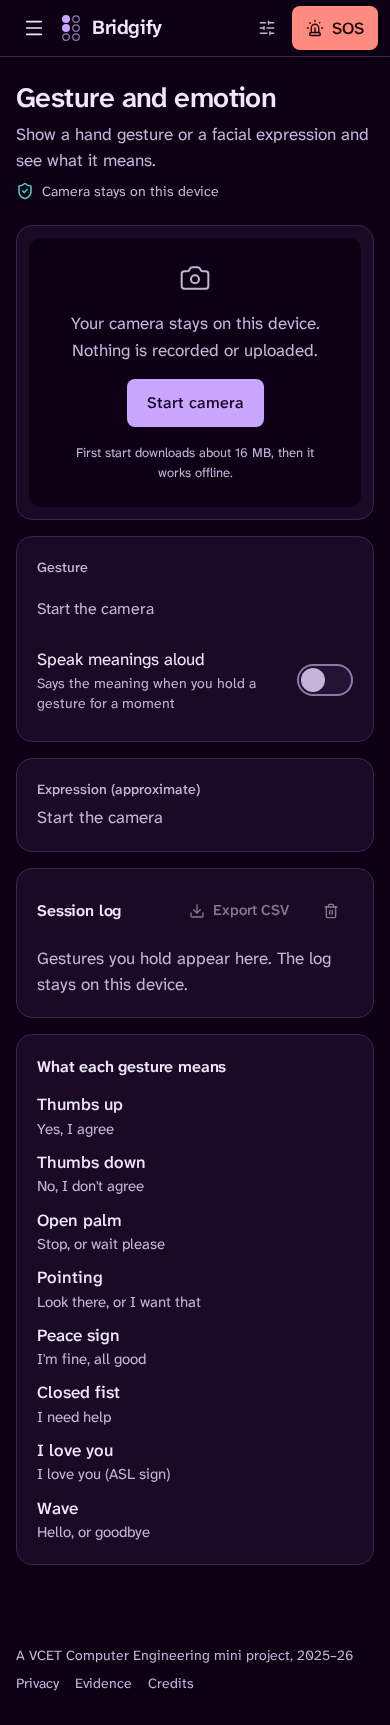 Bridgify
SOS
Gesture and emotion
Show a hand gesture or a facial expression and
see what it means.
Camera stays on this device
Your camera stays on this device.
Nothing is recorded or uploaded.
Start camera
First start downloads about 16 MB, then it
works offline.
Gesture
Start the camera
Speak meanings aloud
Says the meaning when you hold a
gesture for a moment
Expression (approximate)
Start the camera
Session log
Export CSV
Gestures you hold appear here. The log
stays on this device.
What each gesture means
Thumbs up
Yes, I agree
Thumbs down
No, I don't agree
Open palm
Stop, or wait please
Pointing
Look there, or I want that
Peace sign
I'm fine, all good
Closed fist
I need help
I love you
I love you (ASL sign)
Wave
Hello, or goodbye
A VCET Computer Engineering mini project, 2025–26
Privacy Evidence Credits